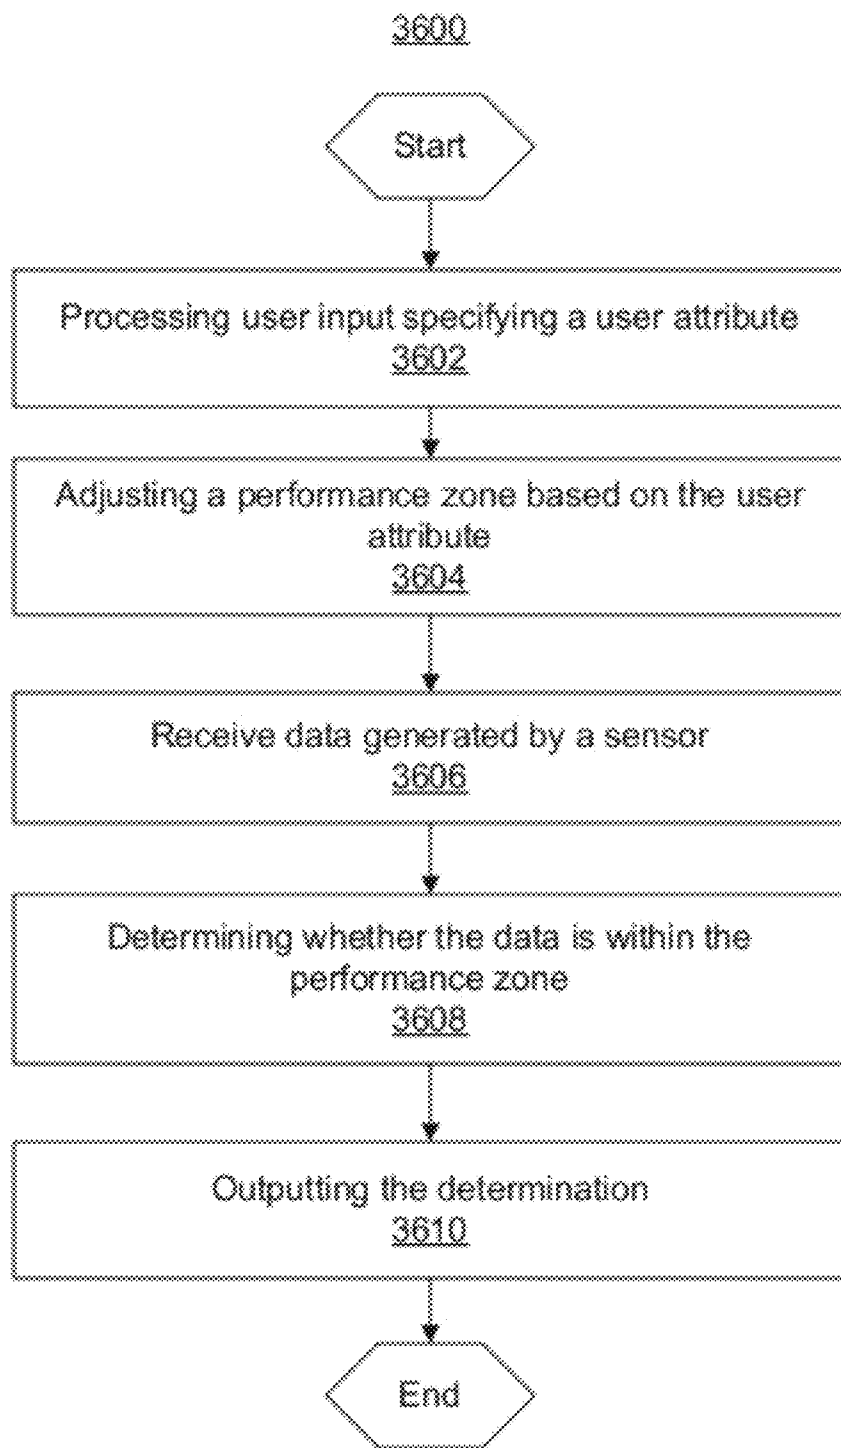 3600
Start
Processing user input specifying a user attribute
3602
Adjusting a performance zone based on the user
attribute
3604
Receive data generated by a sensor
3606
Determining whether the data is within the
performance zone
3608
Outputting the determination
3610
End